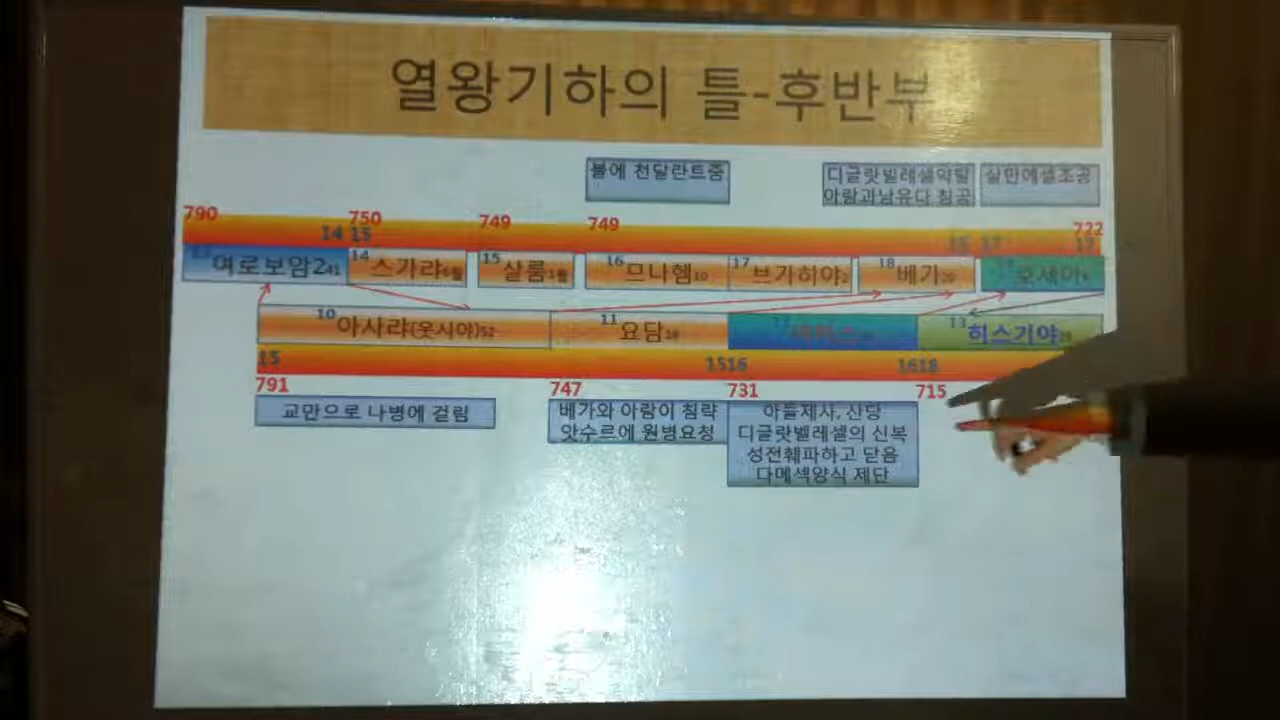 열왕기하의 틀-후반부
불에 천달란트줌
디글랏빌레셀약탈
아람과남유다 침공
살만에셀조공
790
750
749
749
722
14 15
16 17
17
13 여로보암2 41
14 스가랴 6월
15 살룸 1월
16 므나헴 10
17 브가히야 2
18 베가 20
호세아 9
10 아사랴(웃시야) 52
11 요담 16
12
13 히스기야 29
15
1516
1618
791
747
731
715
교만으로 나병에 걸림
베가와 아람이 침략
앗수르에 원병요청
아들제사, 산당
디글랏벨레셀의 신복
성전훼파하고 닫음
다메섹양식 제단